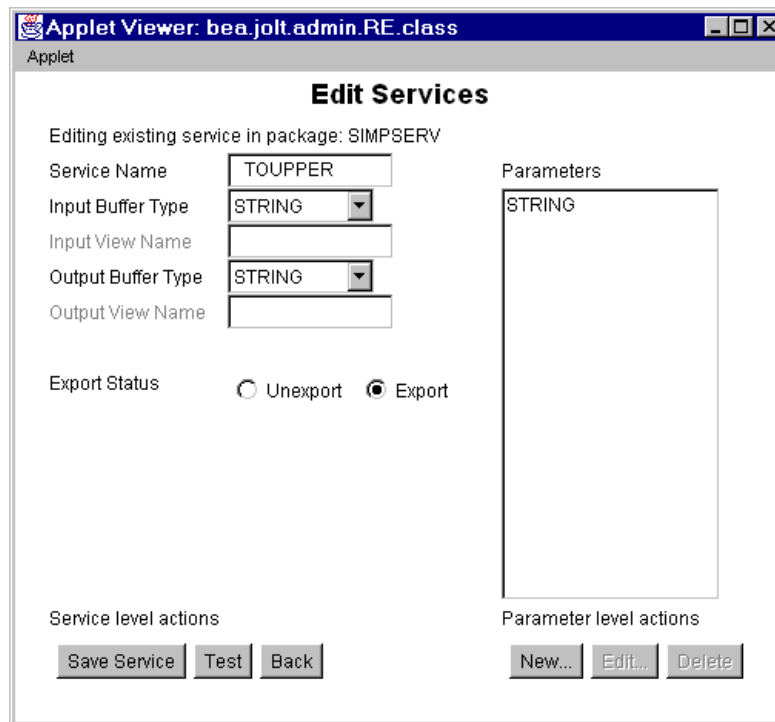 Applet Viewer: bea.jolt.admin.RE.class
Applet
Edit Services
Editing existing service in package: SIMPSERV
Service Name TOUPPER
Parameters
Input Buffer Type STRING
STRING
Input View Name
Output Buffer Type STRING
Output View Name
Export Status Unexport Export
Service level actions
Parameter level actions
Save Service Test Back
New... Edit... Delete